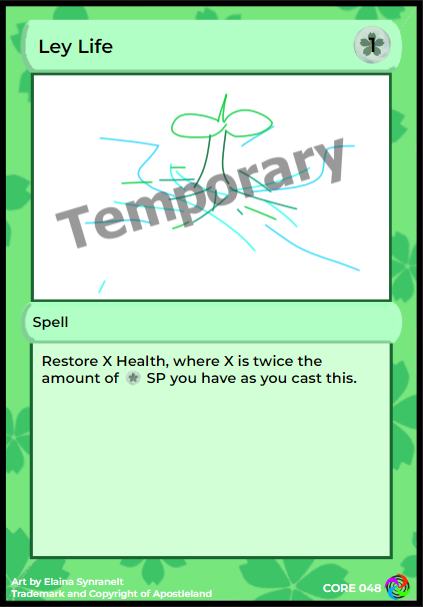 Ley Life
1
Temporary
Spell
Restore X Health, where X is twice the
amount of SP you have as you cast this.
Art by Elaina Synranelt
Trademark and Copyright of Apostleland
CORE 048